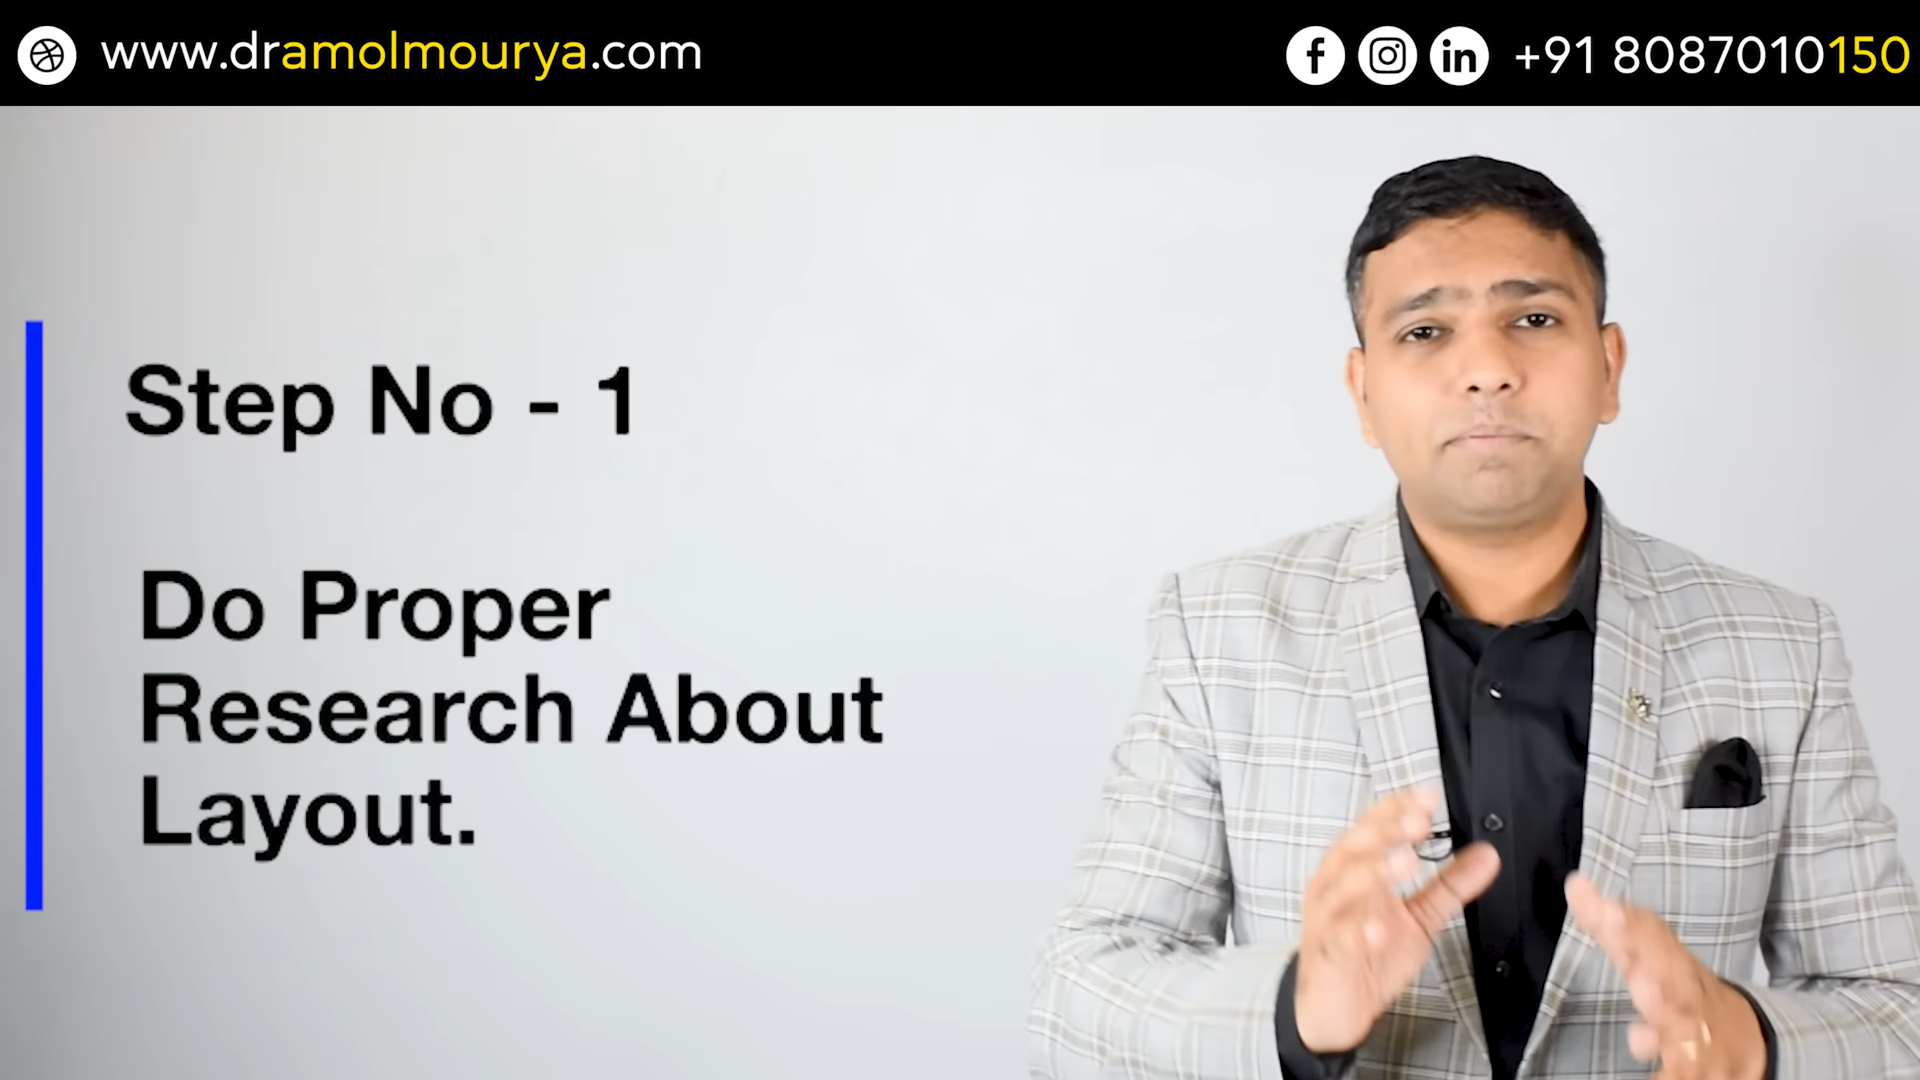 www.dramolmourya.com
+91 8087010150
Step No - 1
Do Proper
Research About
Layout.